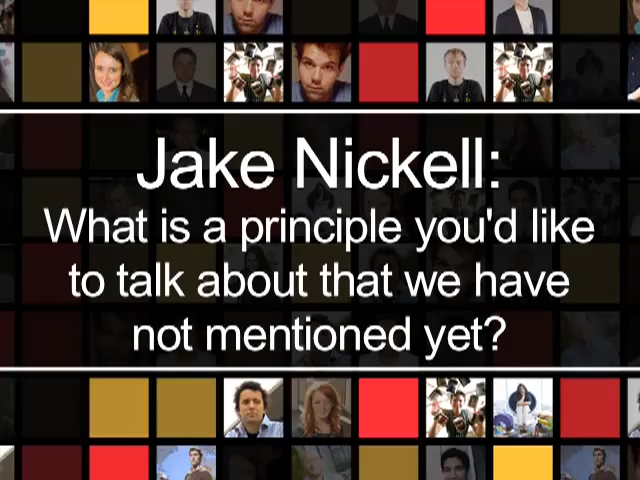 Jake Nickell:
What is a principle you'd like
to talk about that we have
not mentioned yet?